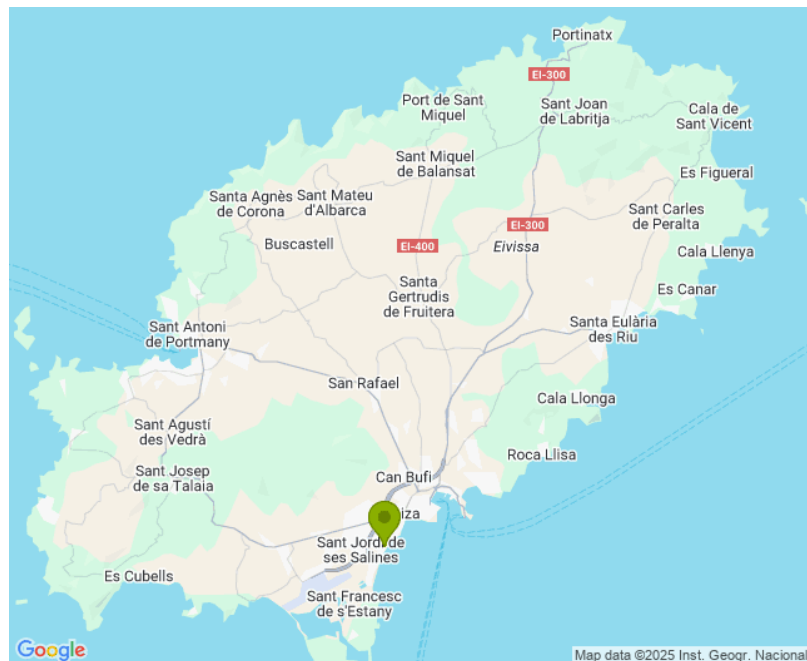 Portinatx
EI-300
Port de Sant
Miquel
Sant Joan
de Labritja
Cala de
Sant Vicent
Sant Miquel
de Balansat
Es Figueral
Santa Agnès
de Corona
Sant Mateu
d'Albarca
Sant Carles
de Peralta
EI-300
Buscastell
EI-400
Eivissa
Cala Llenya
Santa
Gertrudis
de Fruitera
Es Canar
Sant Antoni
de Portmany
Santa Eulària
des Riu
San Rafael
Cala Llonga
Sant Agustí
des Vedrà
Roca Llisa
Sant Josep
de sa Talaia
Can Bufi
Sant Jordi de
ses Salines
Es Cubells
Sant Francesc
de s'Estany
Google
Map data ©2025 Inst. Geogr. Nacional